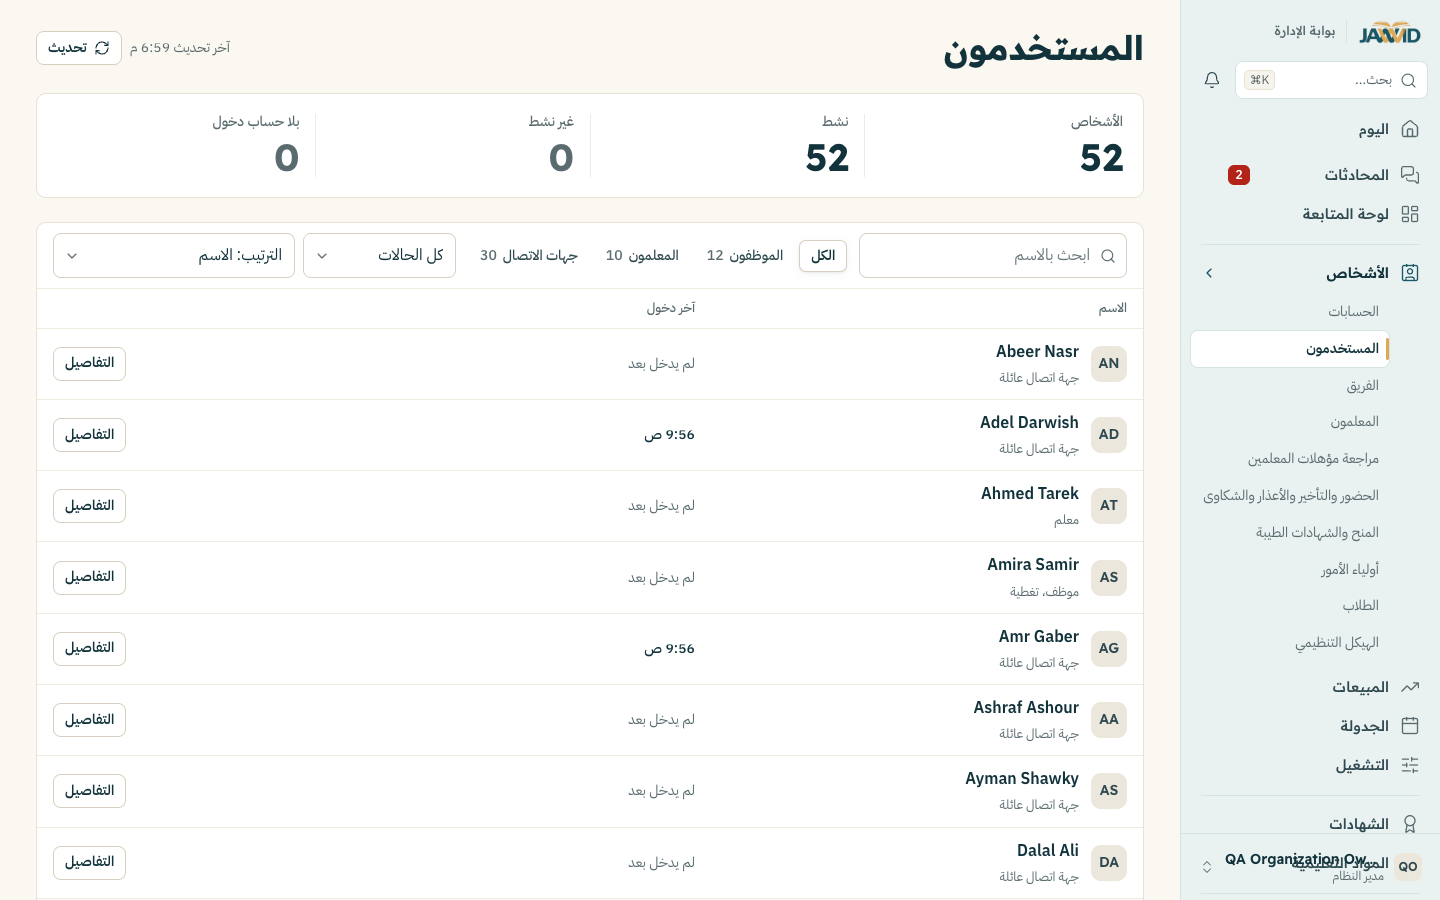 JAWWID
بوابة الإدارة
بحث...
⌘K
اليوم
المحادثات
2
لوحة المتابعة
الأشخاص
الحسابات
المستخدمون
الفريق
المعلمون
مراجعة مؤهلات المعلمين
الحضور والتأخير والأعذار والشكاوى
المنح والشهادات الطيبة
أولياء الأمور
الطلاب
الهيكل التنظيمي
المبيعات
الجدولة
التشغيل
الشهادات
المواد التعليمية
QO
QA Organization Ow...
مدير النظام
المستخدمون
آخر تحديث 6:59 م
تحديث
الأشخاص
52
نشط
52
غير نشط
0
بلا حساب دخول
0
ابحث بالاسم
الكل
الموظفون 12
المعلمون 10
جهات الاتصال 30
كل الحالات
الترتيب: الاسم
الاسم
آخر دخول
AN
Abeer Nasr
جهة اتصال عائلة
لم يدخل بعد
التفاصيل
AD
Adel Darwish
جهة اتصال عائلة
9:56 ص
التفاصيل
AT
Ahmed Tarek
معلم
لم يدخل بعد
التفاصيل
AS
Amira Samir
موظف، تغطية
لم يدخل بعد
التفاصيل
AG
Amr Gaber
جهة اتصال عائلة
9:56 ص
التفاصيل
AA
Ashraf Ashour
جهة اتصال عائلة
لم يدخل بعد
التفاصيل
AS
Ayman Shawky
جهة اتصال عائلة
لم يدخل بعد
التفاصيل
DA
Dalal Ali
جهة اتصال عائلة
لم يدخل بعد
التفاصيل